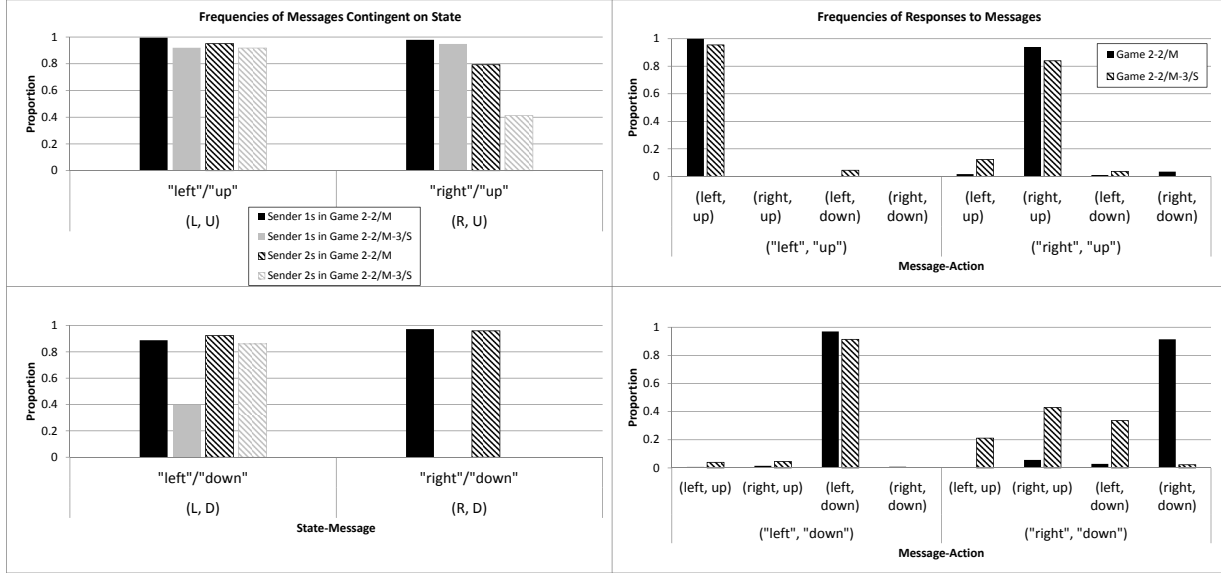 Frequencies of Messages Contingent on State
Proportion
1
0.8
0.6
0.4
0.2
0
"left"/"up"
"right"/"up"
(L, U)
(R, U)
Sender 1s in Game 2-2/M
Sender 1s in Game 2-2/M-3/S
Sender 2s in Game 2-2/M
Sender 2s in Game 2-2/M-3/S
Frequencies of Responses to Messages
Proportion
1
0.8
0.6
0.4
0.2
0
Game 2-2/M
Game 2-2/M-3/S
(left, (right, (left, (right, (left, (right, (left, (right,
up) up) down) down) up) up) down) down)
("left", "up")
("right", "up")
Message-Action
Proportion
1
0.8
0.6
0.4
0.2
0
"left"/"down"
"right"/"down"
(L, D)
(R, D)
State-Message
Proportion
1
0.8
0.6
0.4
0.2
0
(left, up) (right, up) (left, (right, (left, up) (right, up) (left, (right,
down) down) down) down)
("left", "down")
("right", "down")
Message-Action